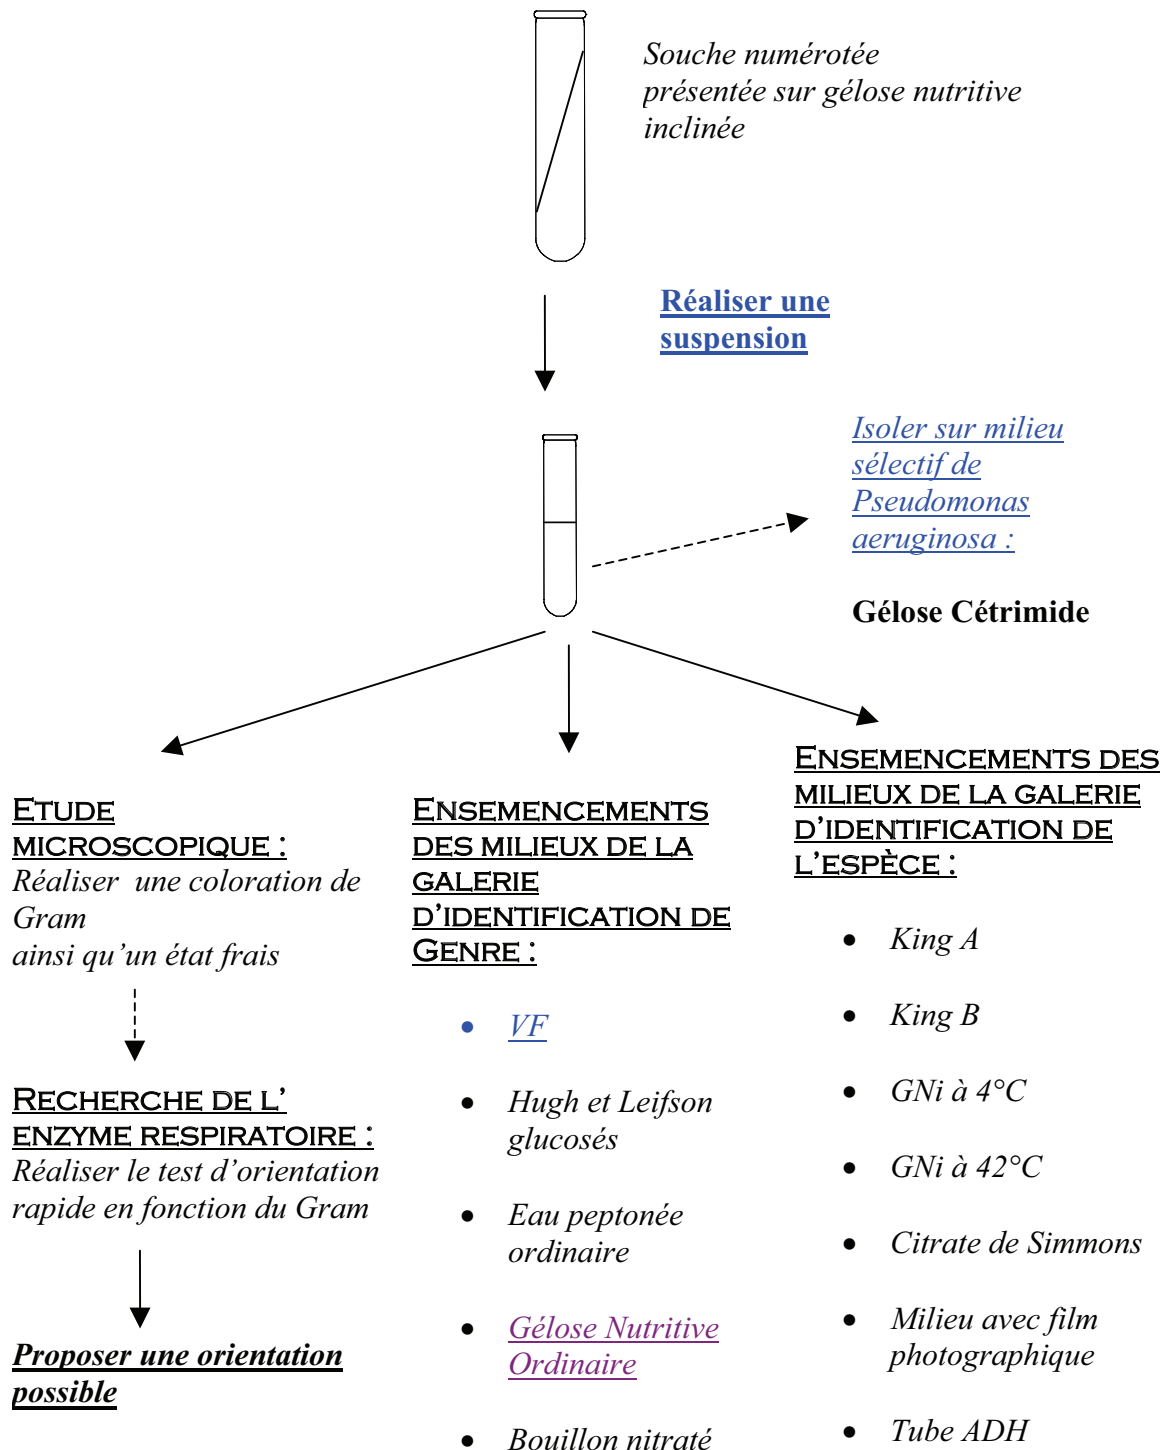 Souche numérotée
présentée sur gélose nutritive
inclinée
Réaliser une
suspension
Isoler sur milieu
sélectif de
Pseudomonas
aeruginosa :
Gélose Cétrimide
ETUDE
MICROSCOPIQUE :
Réaliser une coloration de
Gram
ainsi qu'un état frais
RECHERCHE DE L'
ENZYME RESPIRATOIRE :
Réaliser le test d'orientation
rapide en fonction du Gram
Proposer une orientation
possible
ENSEMENCEMENTS
DES MILIEUX DE LA
GALERIE
D'IDENTIFICATION DE
GENRE :
• VF
• Hugh et Leifson
glucosés
• Eau peptonée
ordinaire
• Gélose Nutritive
Ordinaire
• Bouillon nitraté
ENSEMENCEMENTS DES
MILIEUX DE LA GALERIE
D'IDENTIFICATION DE
L'ESPÈCE :
• King A
• King B
• GNi à 4°C
• GNi à 42°C
• Citrate de Simmons
• Milieu avec film
photographique
• Tube ADH